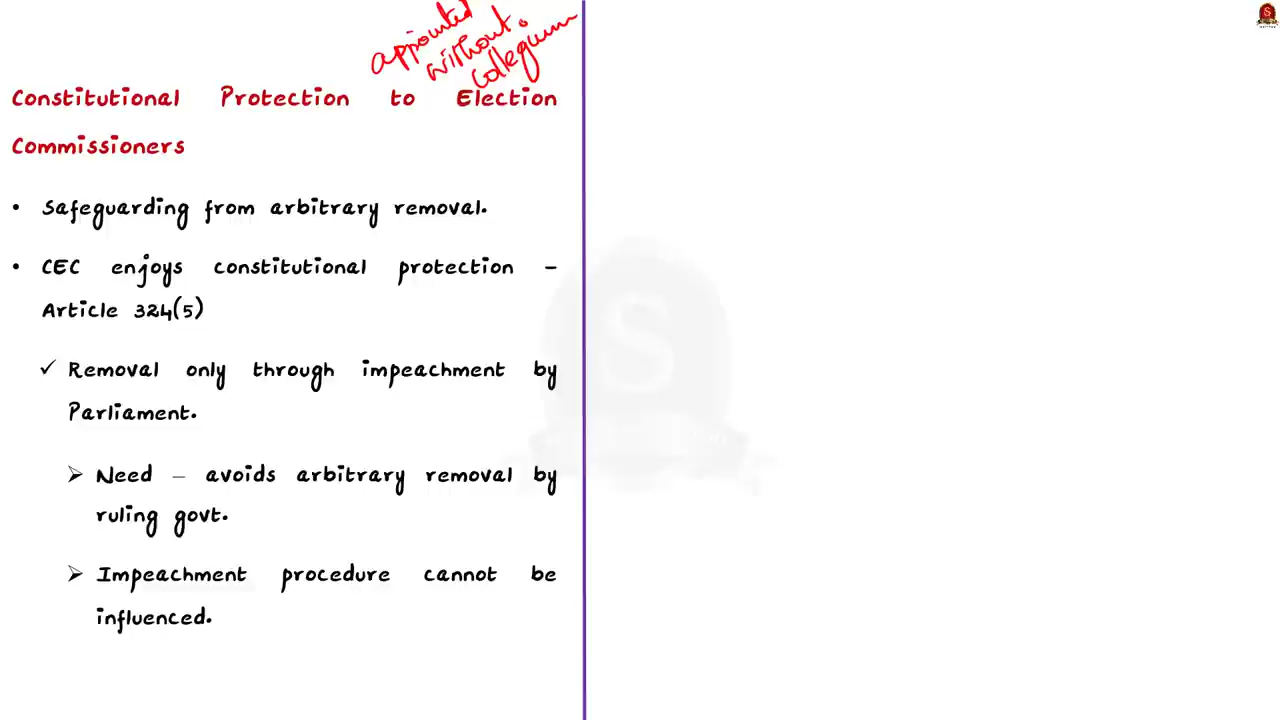 appointed
without
collegium
Constitutional Protection to Election
Commissioners
• Safeguarding from arbitrary removal.
• CEC enjoys constitutional protection –
Article 324(5)
✓ Removal only through impeachment by
Parliament.
➢ Need – avoids arbitrary removal by
ruling govt.
➢ Impeachment procedure cannot be
influenced.
S